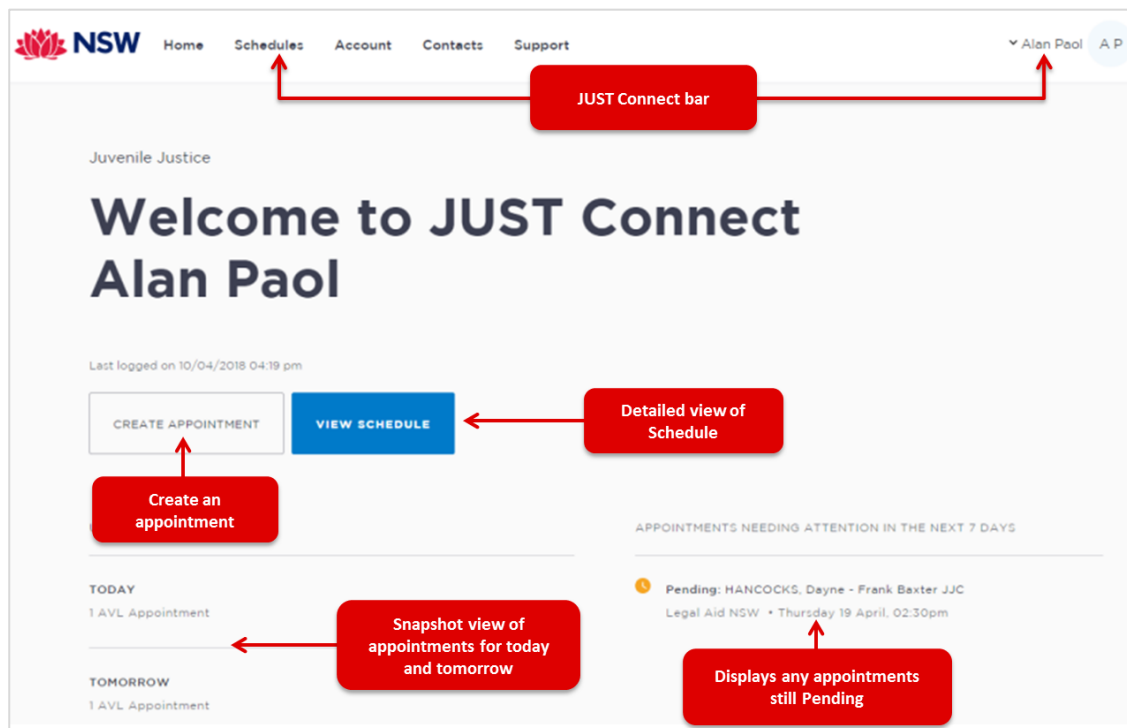 NSW Home Schedules Account Contacts Support Alan Paol A P
JUST Connect bar
Juvenile Justice
Welcome to JUST Connect
Alan Paol
Last logged on 10/04/2018 04:19 pm
CREATE APPOINTMENT
VIEW SCHEDULE
Detailed view of
Schedule
Create an
appointment
APPOINTMENTS NEEDING ATTENTION IN THE NEXT 7 DAYS
TODAY
1 AVL Appointment
Pending: HANCOCKS, Dayne - Frank Baxter JJC
Legal Aid NSW • Thursday 19 April, 02:30pm
Snapshot view of
appointments for today
and tomorrow
Displays any appointments
still Pending
TOMORROW
1 AVL Appointment